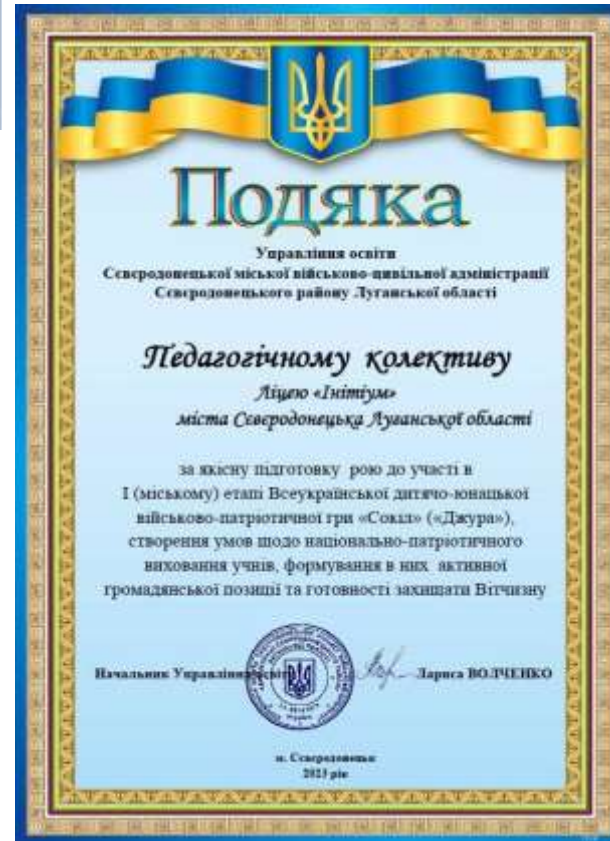 Подяка
Управління освіти
Сєвєродонецької міської військово-цивільної адміністрації
Сєвєродонецького району Луганської області
Педагогічному колективу
Ліцею «Інітіум»
міста Сєвєродонецька Луганської області
за якісну підготовку рою до участі в
І (міському) етапі Всеукраїнської дитячо-юнацької
військово-патріотичної гри «Сокіл» («Джура»),
створення умов щодо національно-патріотичного
виховання учнів, формування в них активної
громадянської позиції та готовності захищати Вітчизну
Начальник Управління освіти Лариса ВОЛЧЕНКО
м. Сєвєродонецьк
2023 рік